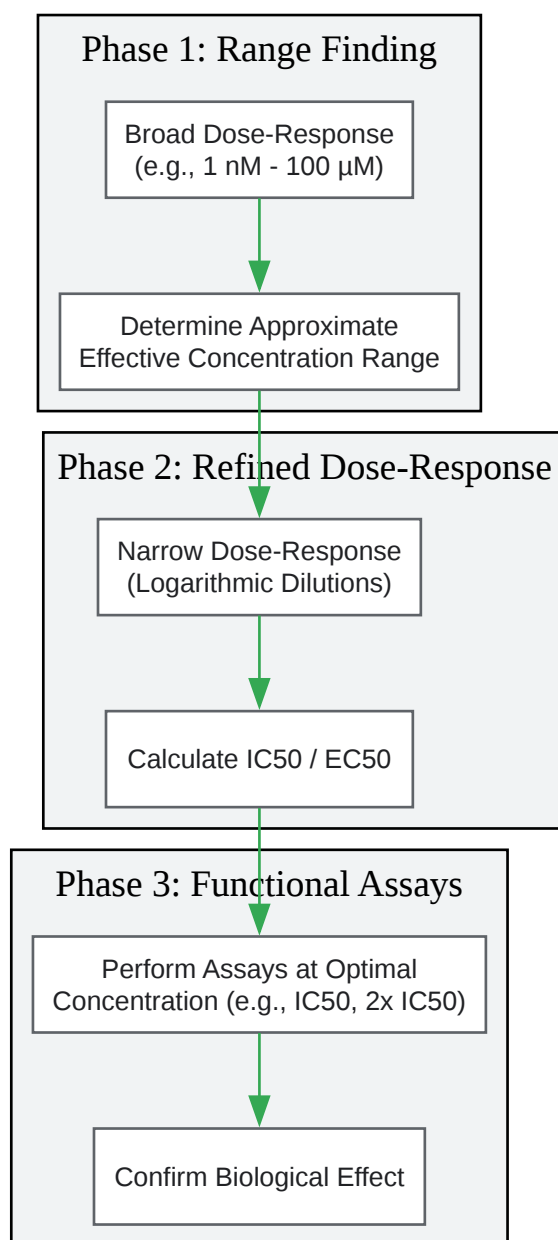 Phase 1: Range Finding
Broad Dose-Response
(e.g., 1 nM - 100 µM)
Determine Approximate
Effective Concentration Range
Phase 2: Refined Dose-Response
Narrow Dose-Response
(Logarithmic Dilutions)
Calculate IC50 / EC50
Phase 3: Functional Assays
Perform Assays at Optimal
Concentration (e.g., IC50, 2x IC50)
Confirm Biological Effect